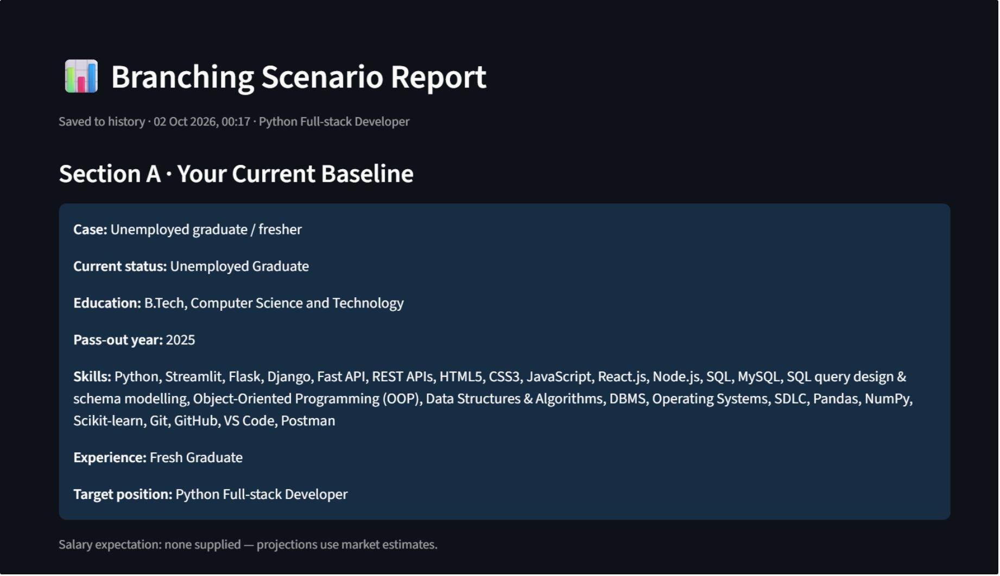 Branching Scenario Report
Saved to history · 02 Oct 2026, 00:17 · Python Full-stack Developer
Section A · Your Current Baseline
Case: Unemployed graduate / fresher
Current status: Unemployed Graduate
Education: B.Tech, Computer Science and Technology
Pass-out year: 2025
Skills: Python, Streamlit, Flask, Django, Fast API, REST APIs, HTML5, CSS3, JavaScript, React.js, Node.js, SQL, MySQL, SQL query design &
schema modelling, Object-Oriented Programming (OOP), Data Structures & Algorithms, DBMS, Operating Systems, SDLC, Pandas, NumPy,
Scikit-learn, Git, GitHub, VS Code, Postman
Experience: Fresh Graduate
Target position: Python Full-stack Developer
Salary expectation: none supplied — projections use market estimates.